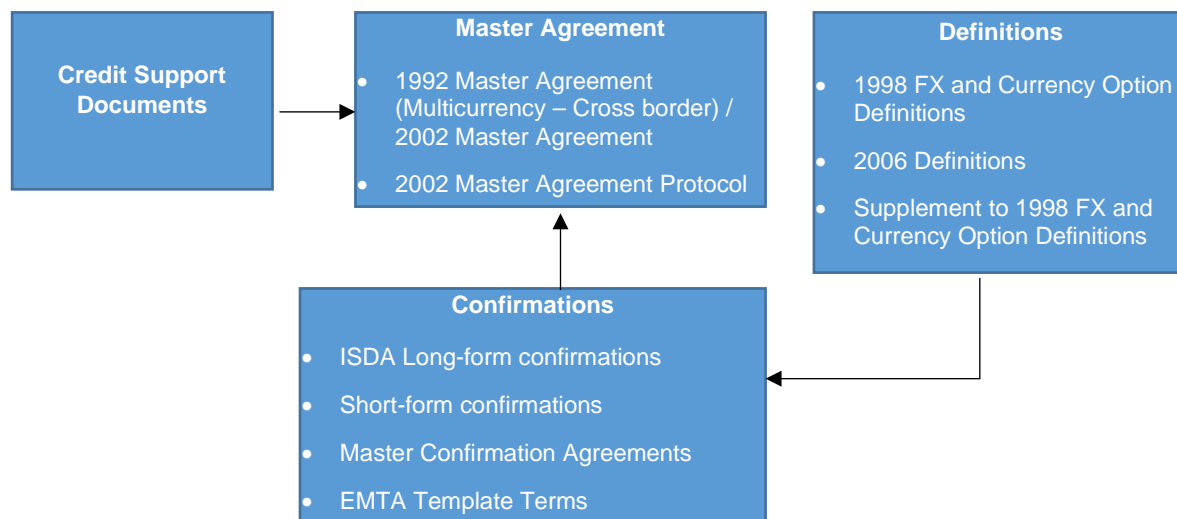 Credit Support
Documents
Master Agreement
• 1992 Master Agreement
(Multicurrency – Cross border) /
2002 Master Agreement
• 2002 Master Agreement Protocol
Definitions
• 1998 FX and Currency Option
Definitions
• 2006 Definitions
• Supplement to 1998 FX and
Currency Option Definitions
Confirmations
• ISDA Long-form confirmations
• Short-form confirmations
• Master Confirmation Agreements
• EMTA Template Terms